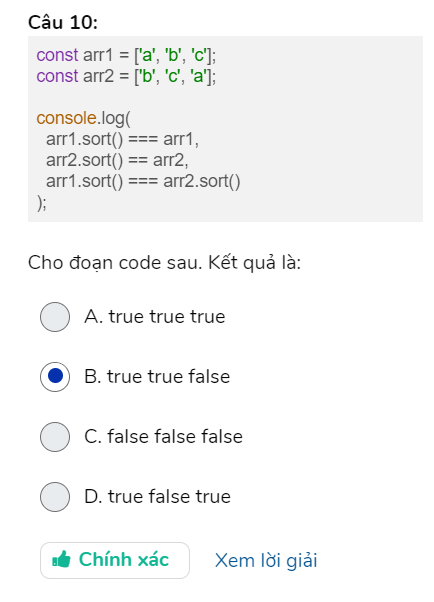 Câu 10:
const arr1 = ['a', 'b', 'c'];
const arr2 = ['b', 'c', 'a'];
console.log(
arr1.sort() === arr1,
arr2.sort() == arr2,
arr1.sort() === arr2.sort()
);
Cho đoạn code sau. Kết quả là:
A. true true true
B. true true false
C. false false false
D. true false true
Chính xác Xem lời giải